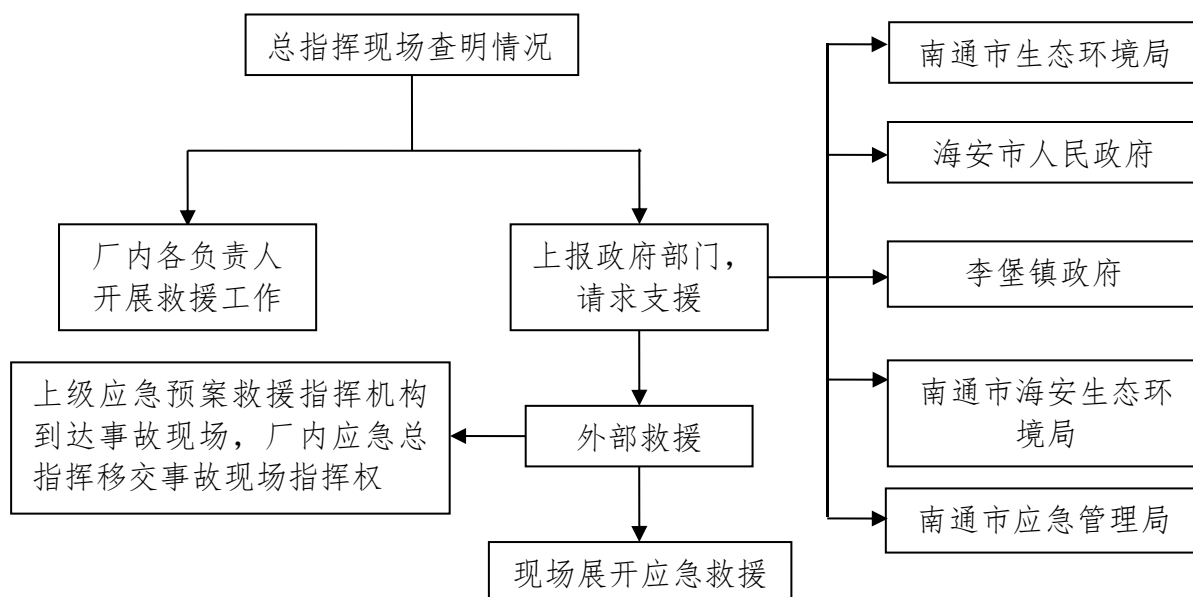 总指挥现场查明情况
南通市生态环境局
海安市人民政府
厂内各负责人
开展救援工作
上报政府部门，
请求支援
李堡镇政府
上级应急预案救援指挥机构
到达事故现场，厂内应急总
指挥移交事故现场指挥权
外部救援
南通市海安生态环
境局
南通市应急管理局
现场展开应急救援